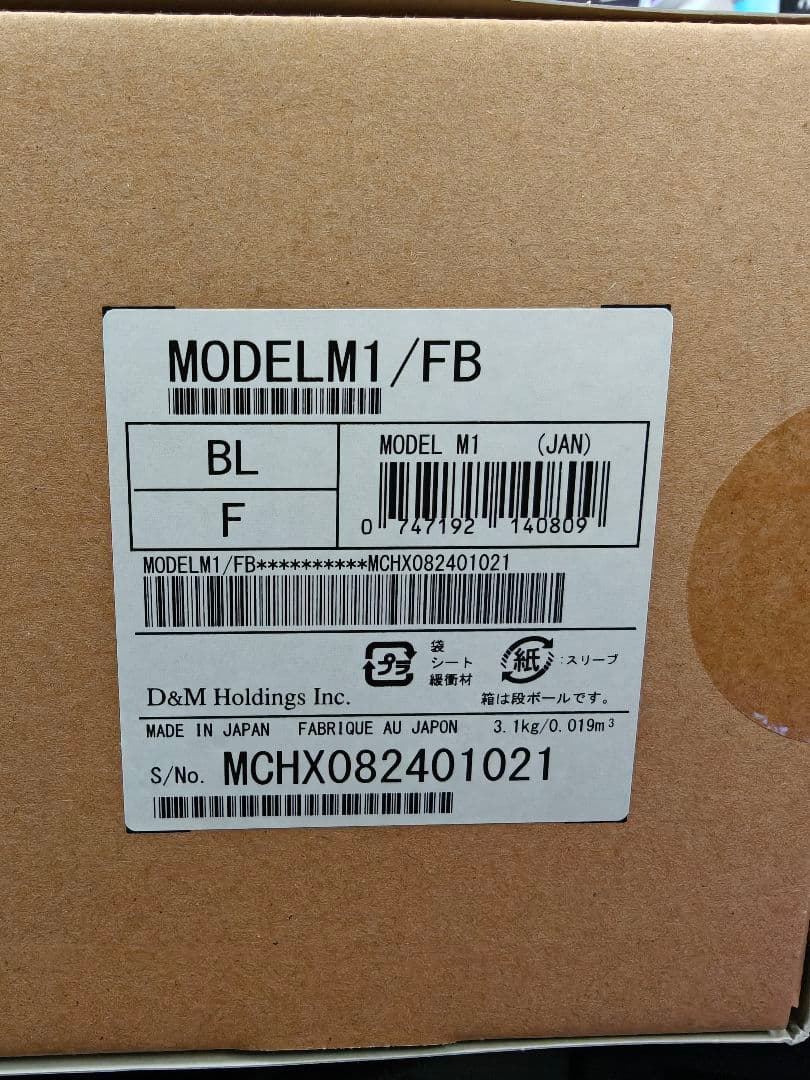 MODELM1/FB
BL
F
MODEL M1 (JAN)
0 747192 140809
MODELM1/FB**********MCHX082401021
プラ
袋
シート
緩衝材
紙 :スリーブ
箱は段ボールです。
D&M Holdings Inc.
MADE IN JAPAN FABRIQUE AU JAPON 3.1kg/0.019m³
S/No. MCHX082401021